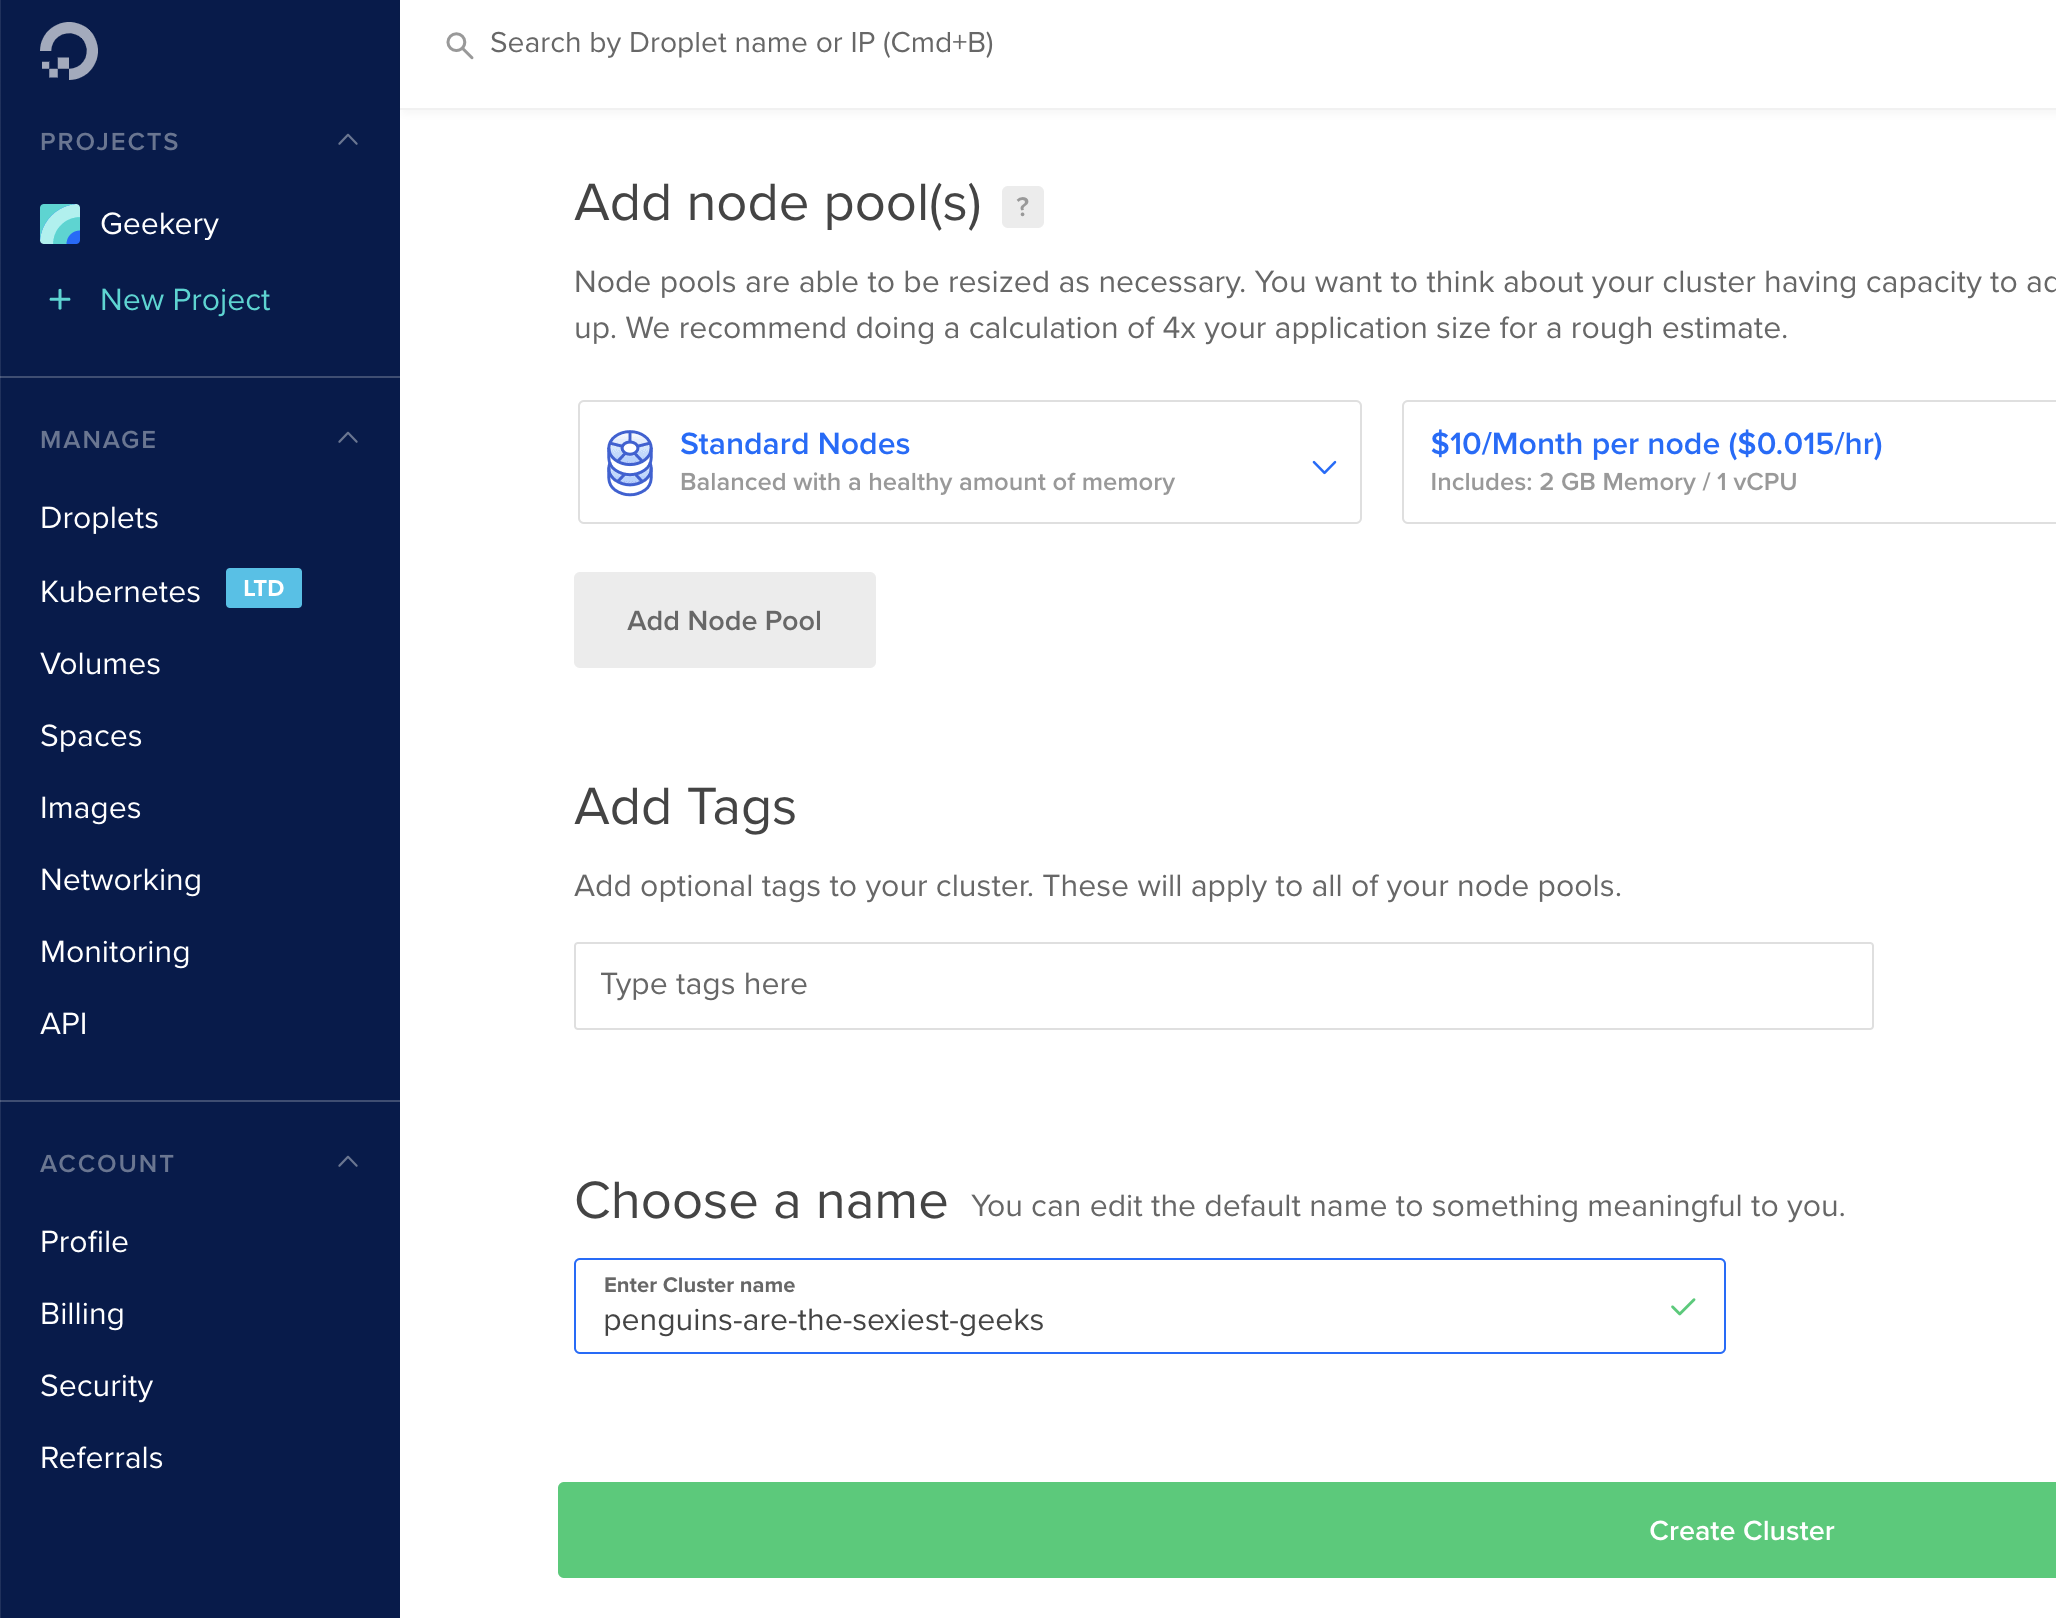 Search by Droplet name or IP (Cmd+B)
PROJECTS
Geekery
+ New Project
MANAGE
Droplets
Kubernetes LTD
Volumes
Spaces
Images
Networking
Monitoring
API
ACCOUNT
Profile
Billing
Security
Referrals
Add node pool(s) ?
Node pools are able to be resized as necessary. You want to think about your cluster having capacity to
up. We recommend doing a calculation of 4x your application size for a rough estimate.
Standard Nodes
Balanced with a healthy amount of memory
$10/Month per node ($0.015/hr)
Includes: 2 GB Memory / 1 vCPU
Add Node Pool
Add Tags
Add optional tags to your cluster. These will apply to all of your node pools.
Type tags here
Choose a name You can edit the default name to something meaningful to you.
Enter Cluster name
penguins-are-the-sexiest-geeks
Create Cluster